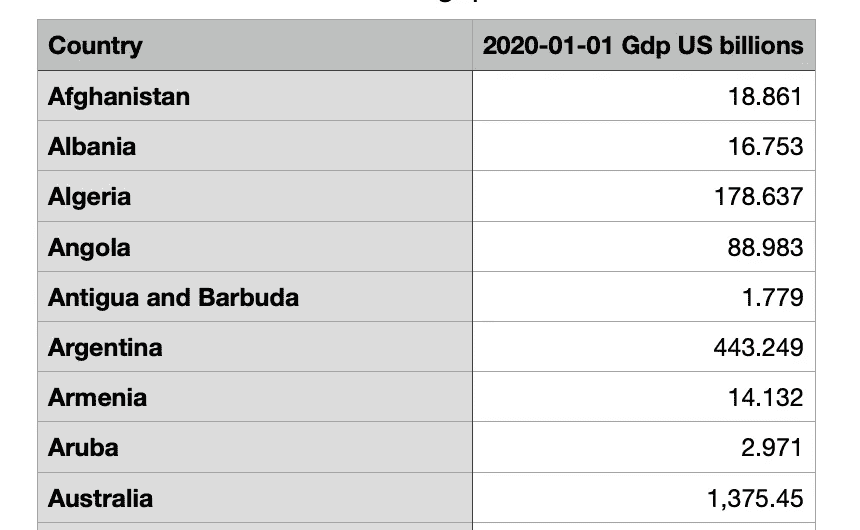 Country 2020-01-01 Gdp US billions
Afghanistan 18.861
Albania 16.753
Algeria 178.637
Angola 88.983
Antigua and Barbuda 1.779
Argentina 443.249
Armenia 14.132
Aruba 2.971
Australia 1,375.45